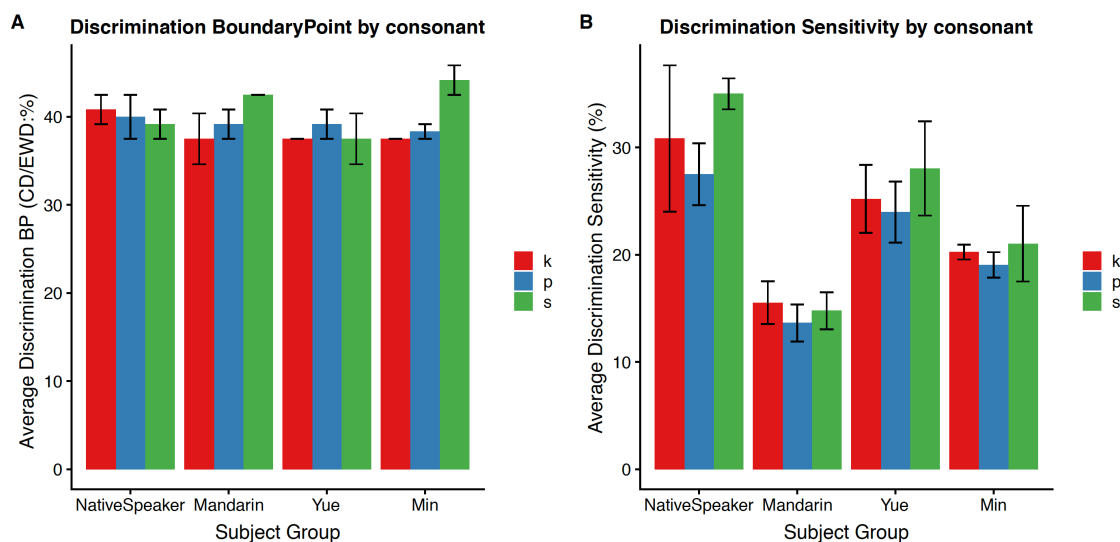 A
Discrimination BoundaryPoint by consonant
Average Discrimination BP (CD/EWD:%)
40
30
20
10
0
NativeSpeaker Mandarin Yue Min
Subject Group
k
p
s
B
Discrimination Sensitivity by consonant
Average Discrimination Sensitivity (%)
30
20
10
0
NativeSpeaker Mandarin Yue Min
Subject Group
k
p
s